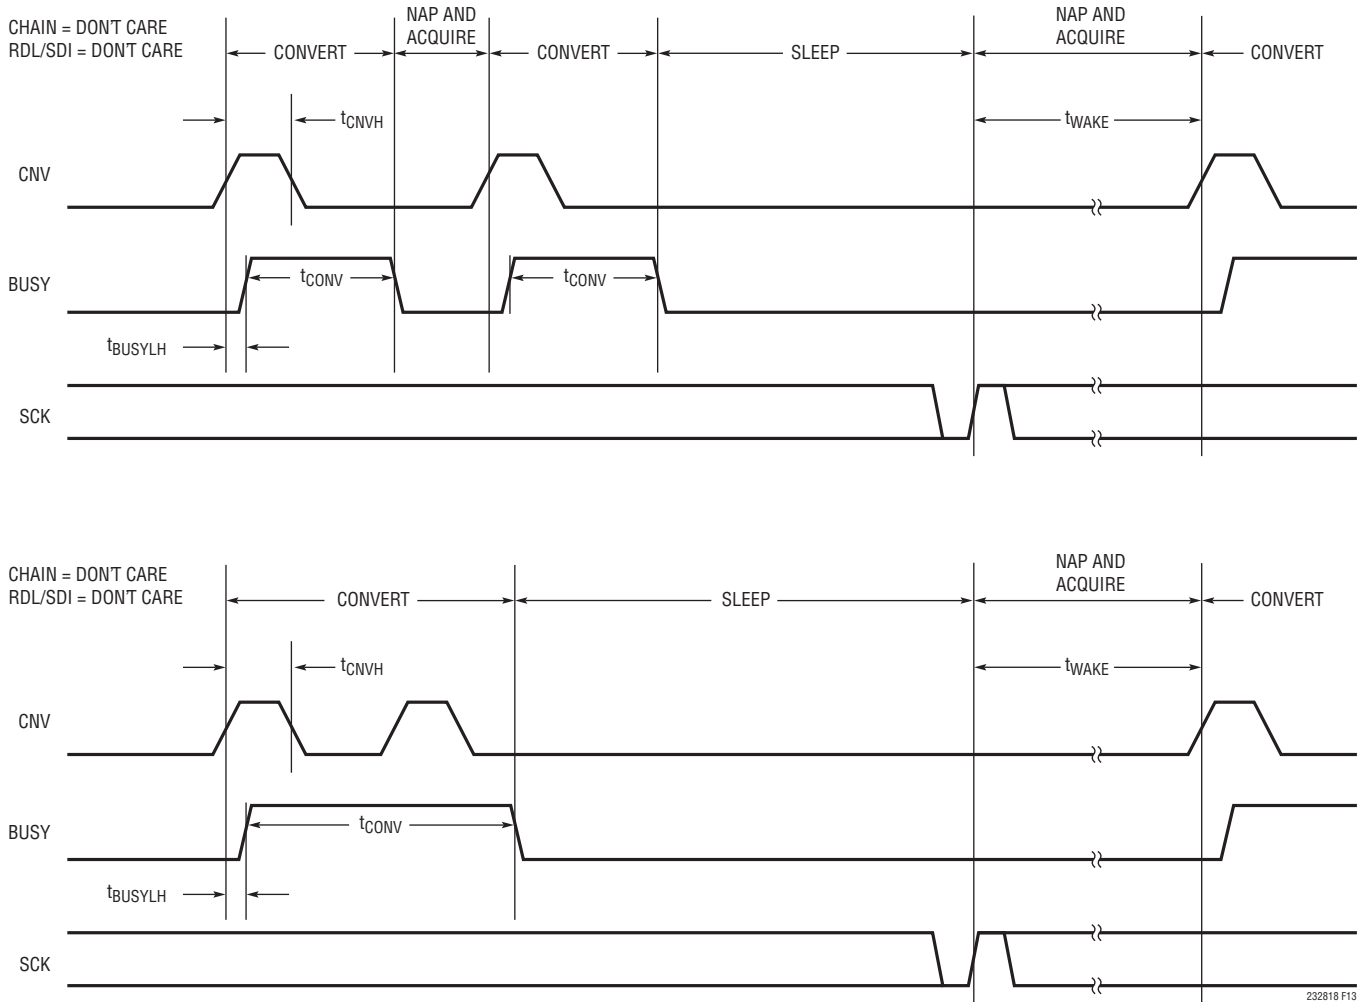 CHAIN = DON'T CARE
RDL/SDI = DON'T CARE
NAP AND
ACQUIRE
NAP AND
ACQUIRE
CONVERT
CONVERT
SLEEP
CONVERT
tCNVH
tWAKE
CNV
BUSY
tCONV
tCONV
tBUSYLH
SCK
CHAIN = DON'T CARE
RDL/SDI = DON'T CARE
NAP AND
ACQUIRE
CONVERT
SLEEP
CONVERT
tCNVH
tWAKE
CNV
BUSY
tCONV
tBUSYLH
SCK
232818 F13